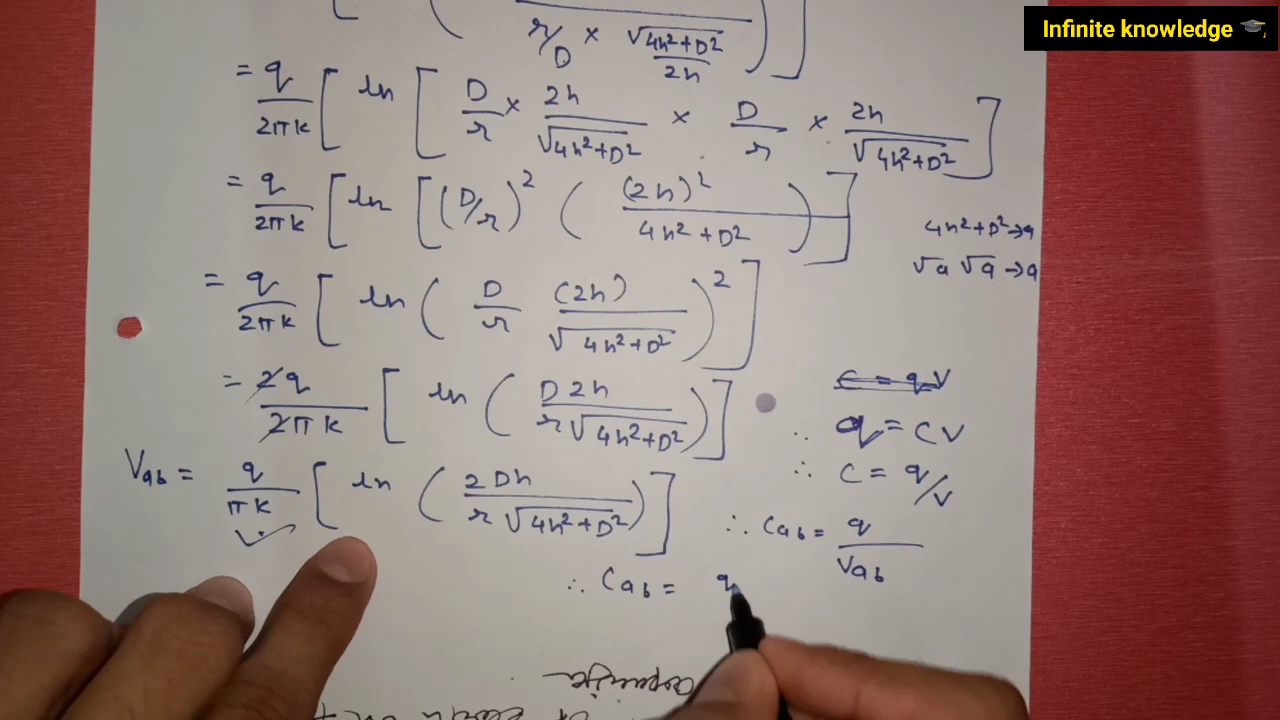 Infinite knowledge 🎓
r/D × √4h²+D² / 2h
= q/2πk [ ln [ D/r × 2h/√4h²+D² × D/r × 2h/√4h²+D² ]
= q/2πk [ ln [ (D/r)² ( (2h)² / 4h²+D² ) ]
4h²+D²→a
√a √a →a
= q/2πk [ ln ( D/r (2h)/√4h²+D² )² ]
= 2q/2πk [ ln ( D2h / r√4h²+D² ) ]
C = qV
∴ q = CV
∴ C = q/V
Vab = q/πk [ ln ( 2Dh / r√4h²+D² ) ]
∴ Cab = q/Vab
∴ Cab = q